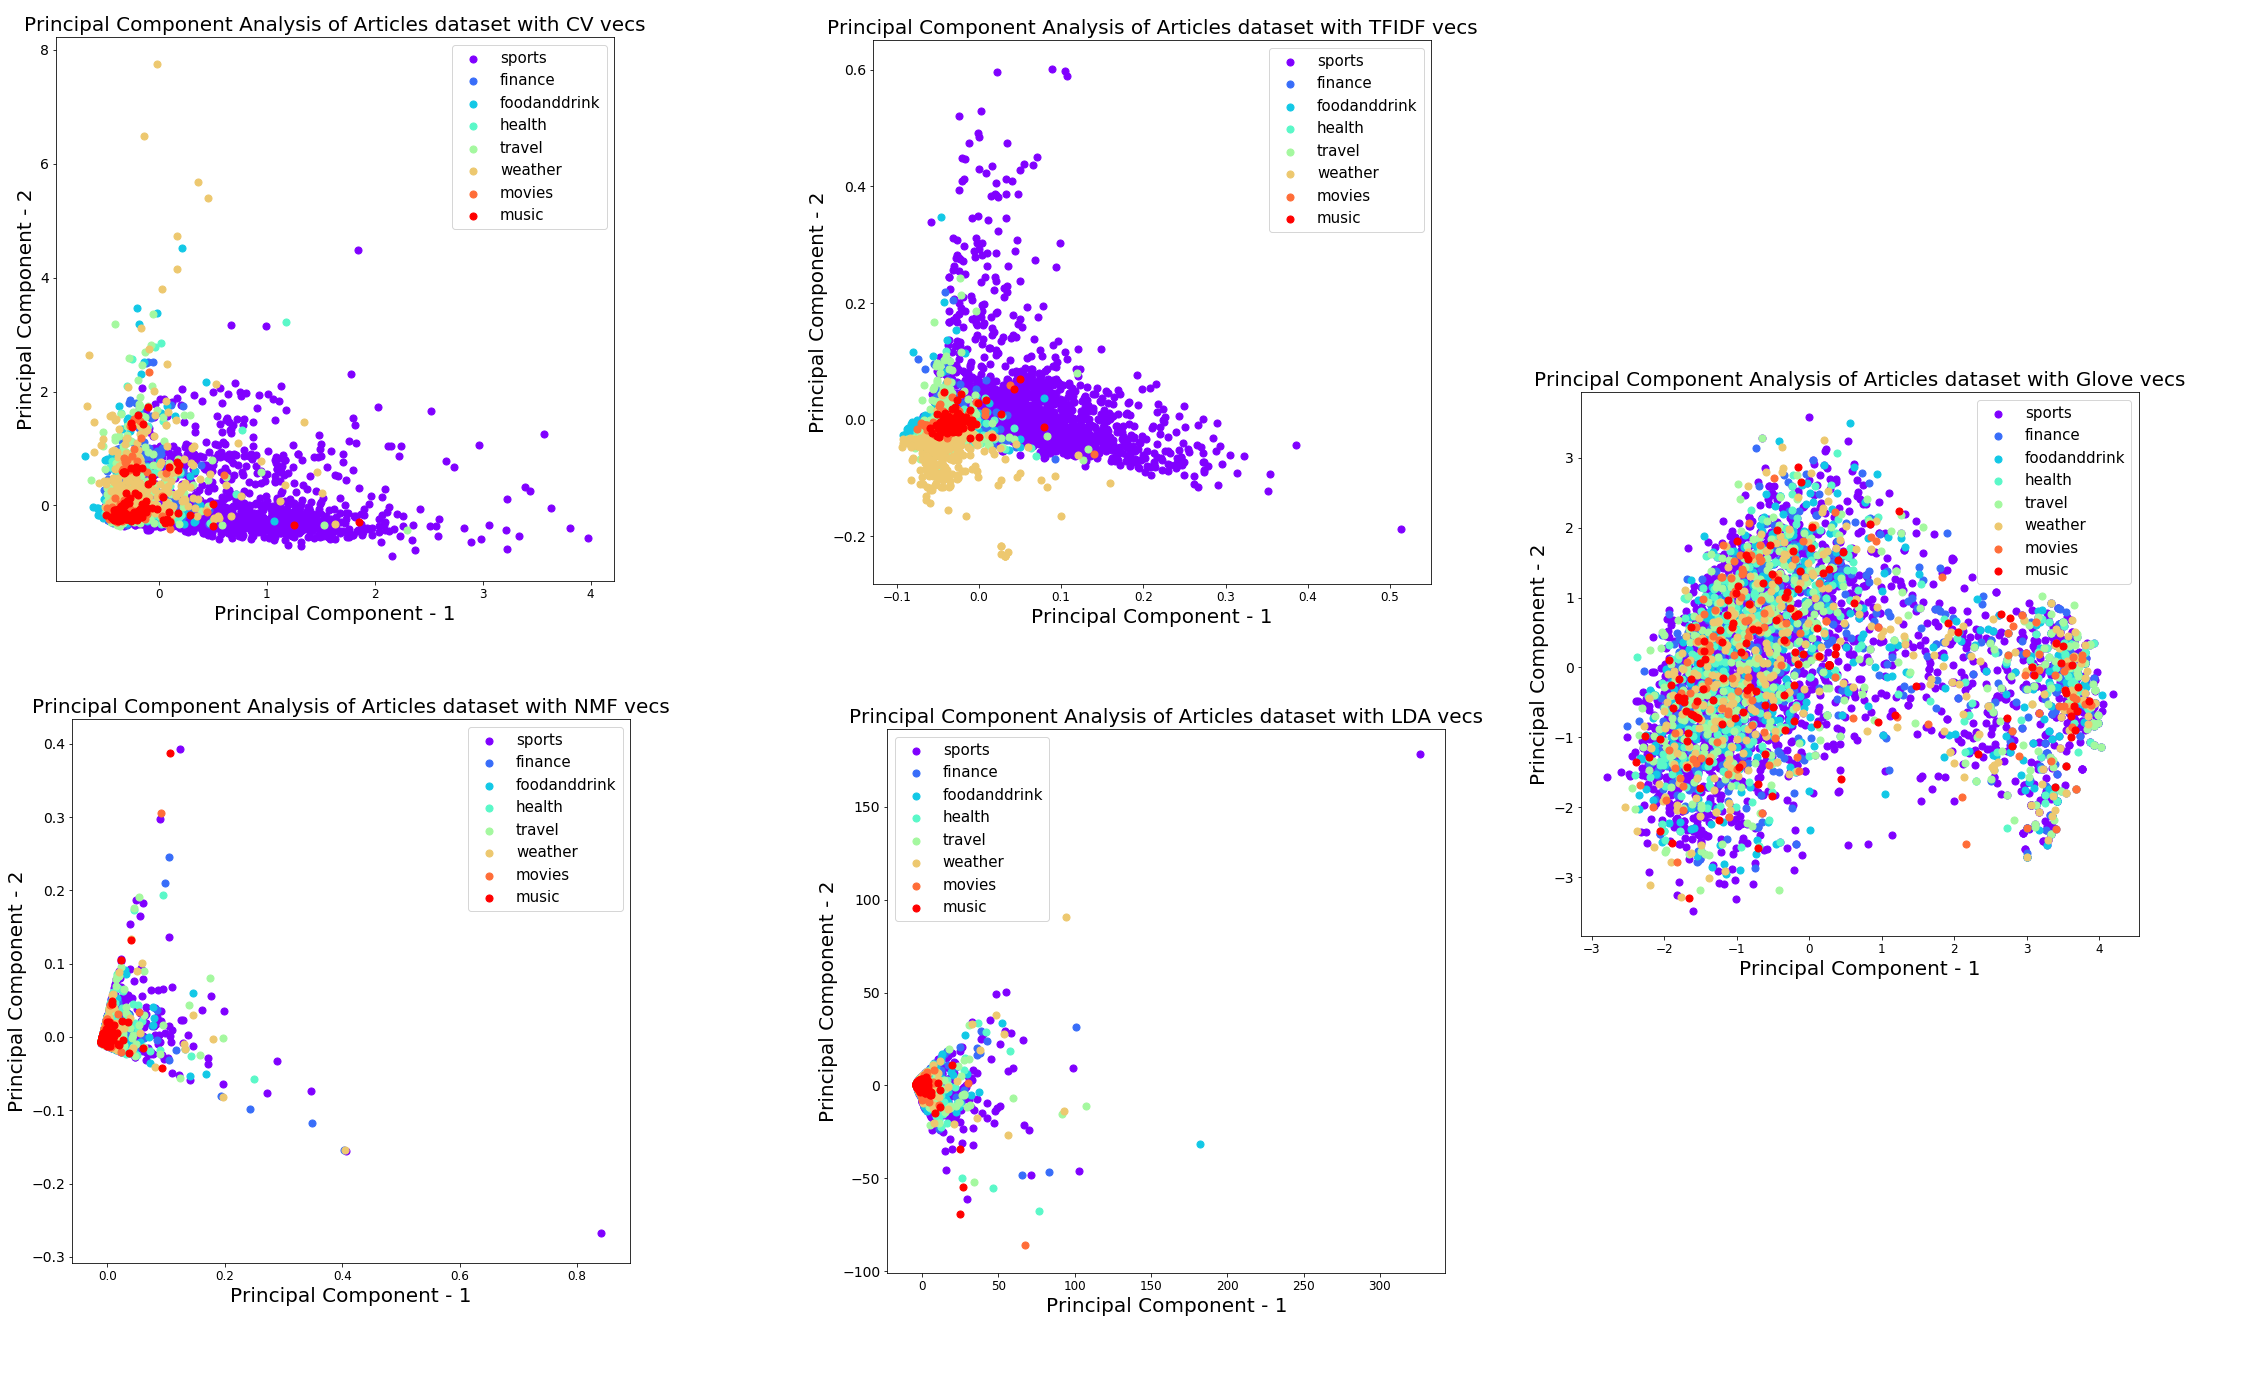 Principal Component Analysis of Articles dataset with CV vecs
8
6
4
2
0
Principal Component - 2
sports
finance
foodanddrink
health
travel
weather
movies
music
0 1 2 3 4
Principal Component - 1
Principal Component Analysis of Articles dataset with TFIDF vecs
0.6
0.4
0.2
0.0
−0.2
Principal Component - 2
sports
finance
foodanddrink
health
travel
weather
movies
music
−0.1 0.0 0.1 0.2 0.3 0.4 0.5
Principal Component - 1
Principal Component Analysis of Articles dataset with Glove vecs
3
2
1
0
−1
−2
−3
Principal Component - 2
sports
finance
foodanddrink
health
travel
weather
movies
music
−3 −2 −1 0 1 2 3 4
Principal Component - 1
Principal Component Analysis of Articles dataset with NMF vecs
0.4
0.3
0.2
0.1
0.0
−0.1
−0.2
−0.3
Principal Component - 2
sports
finance
foodanddrink
health
travel
weather
movies
music
0.0 0.2 0.4 0.6 0.8
Principal Component - 1
Principal Component Analysis of Articles dataset with LDA vecs
150
100
50
0
−50
−100
Principal Component - 2
sports
finance
foodanddrink
health
travel
weather
movies
music
0 50 100 150 200 250 300
Principal Component - 1